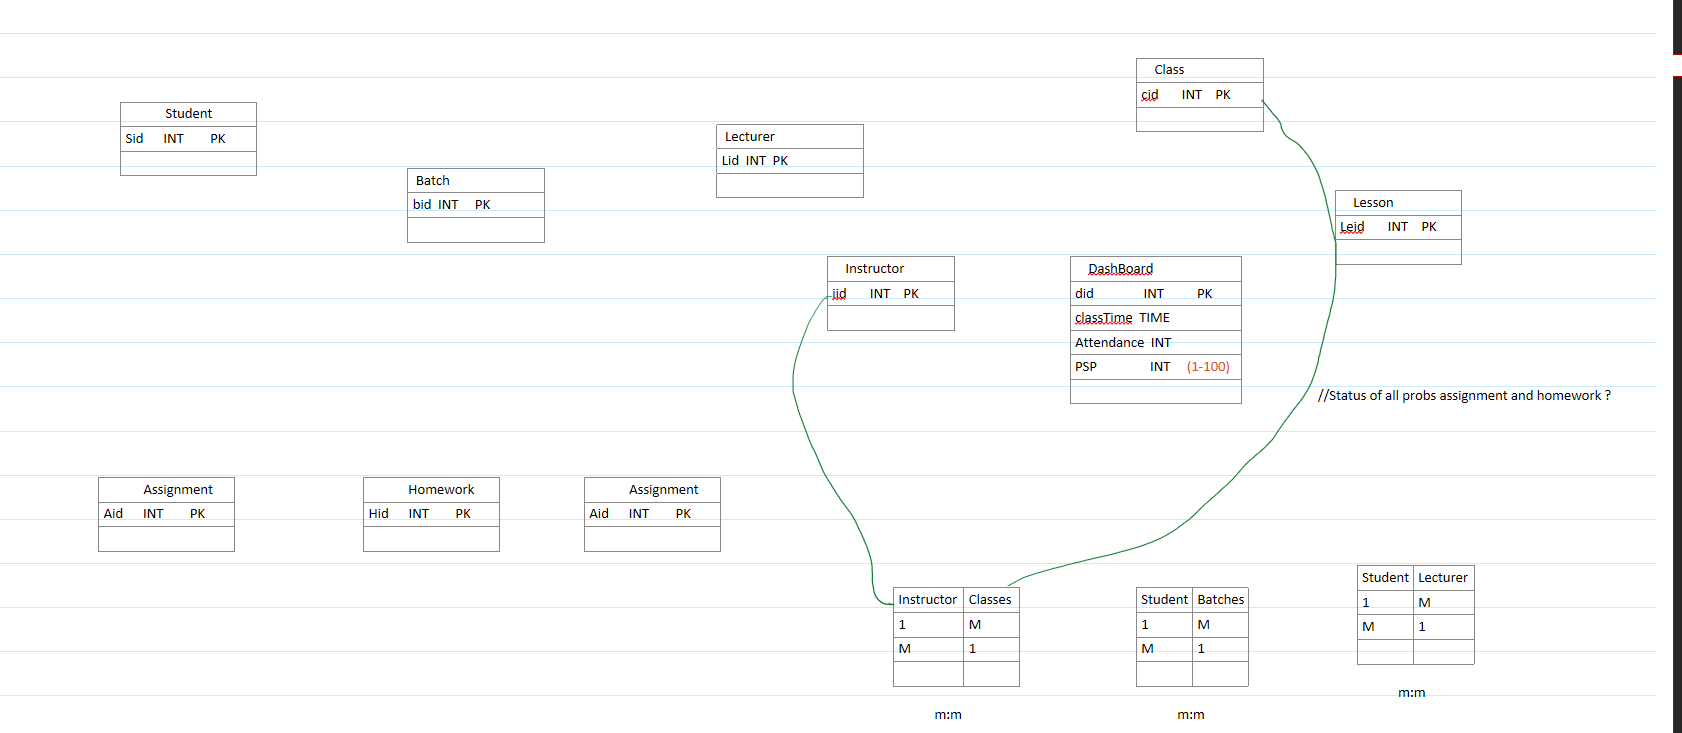 Class
cid INT PK
Student
Sid INT PK
Lecturer
Lid INT PK
Batch
bid INT PK
Lesson
Leid INT PK
Instructor
iid INT PK
DashBoard
did INT PK
classTime TIME
Attendance INT
PSP INT (1-100)
//Status of all probs assignment and homework ?
Assignment
Aid INT PK
Homework
Hid INT PK
Assignment
Aid INT PK
Instructor Classes
1 M
M 1
m:m
Student Batches
1 M
M 1
m:m
Student Lecturer
1 M
M 1
m:m